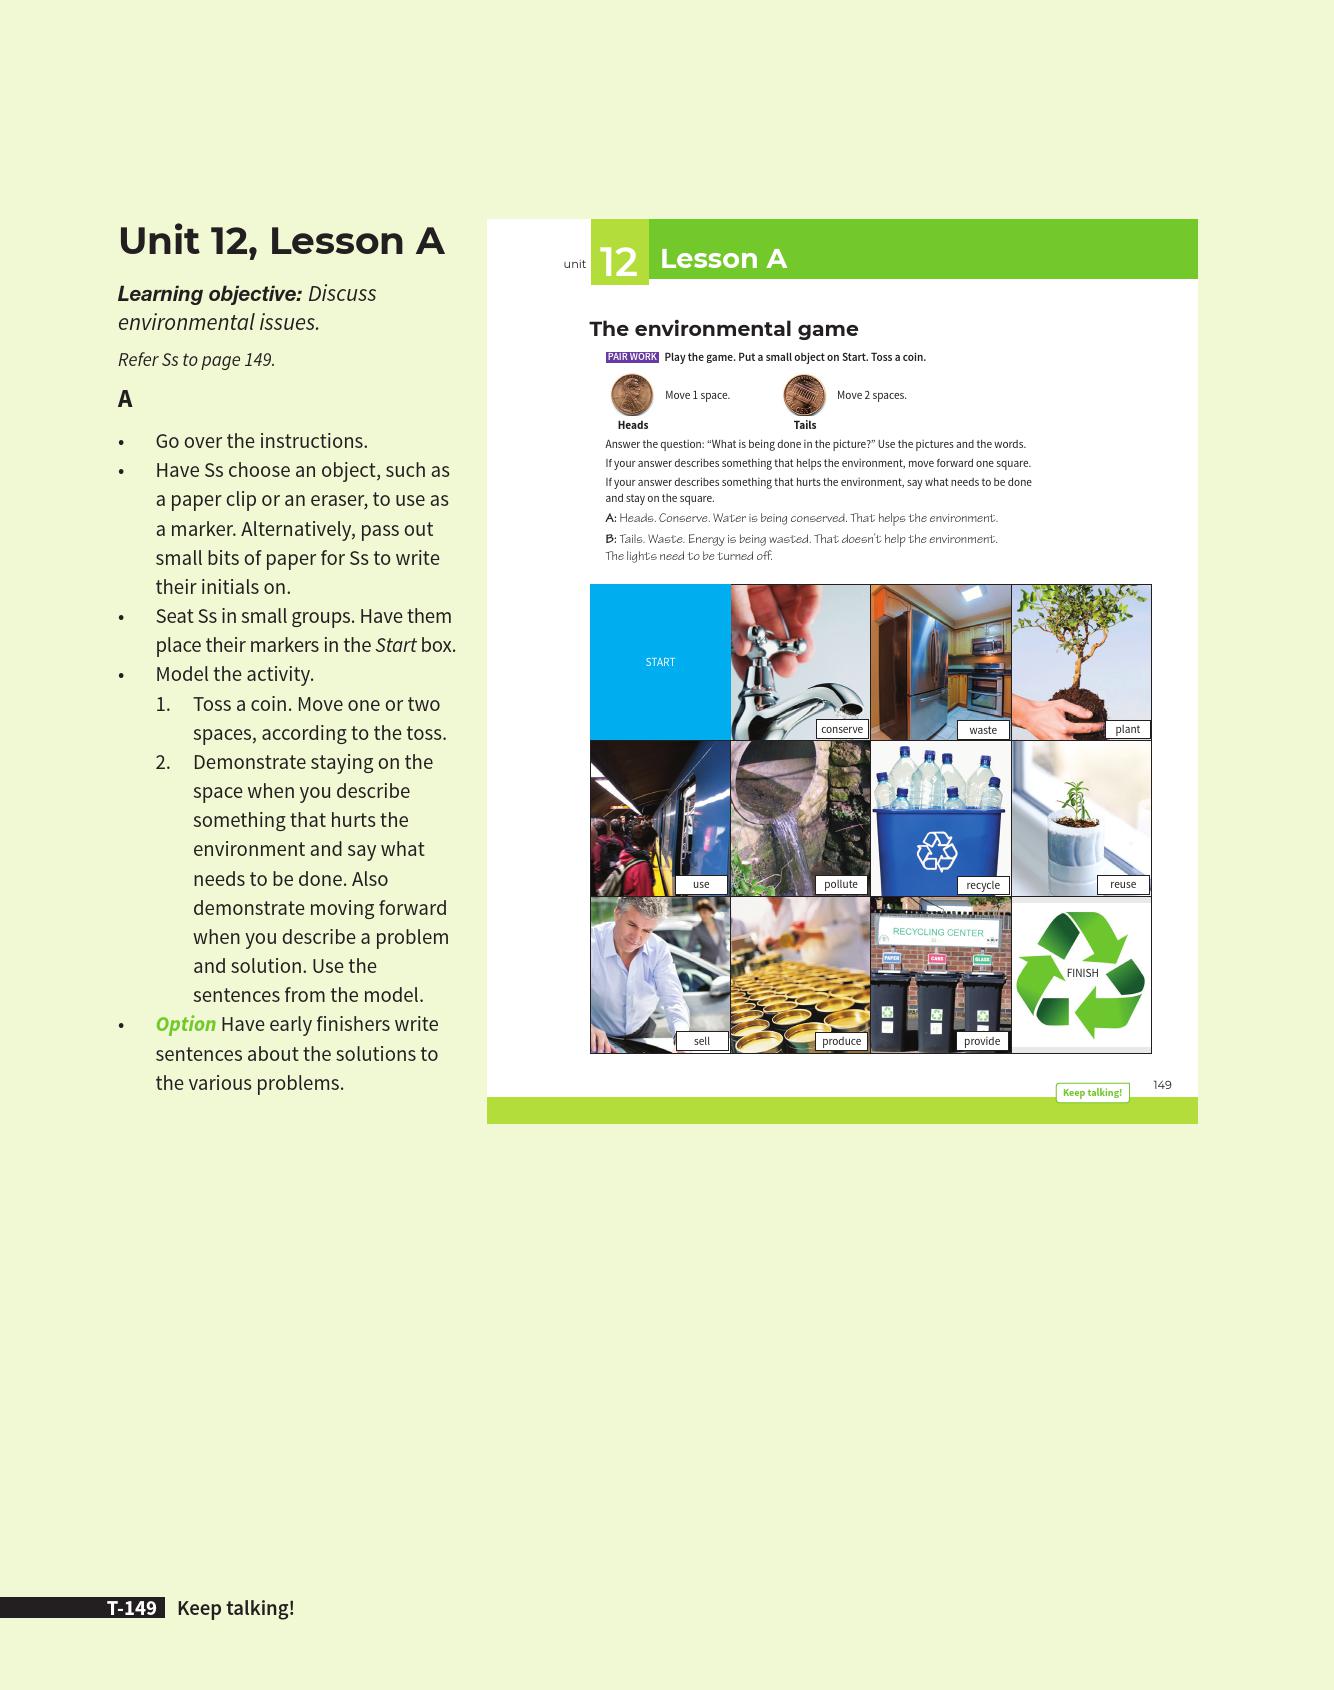 Unit 12, Lesson A
Learning objective: Discuss
environmental issues.
Refer Ss to page 149.
A
• Go over the instructions.
• Have Ss choose an object, such as
a paper clip or an eraser, to use as
a marker. Alternatively, pass out
small bits of paper for Ss to write
their initials on.
• Seat Ss in small groups. Have them
place their markers in the Start box.
• Model the activity.
1. Toss a coin. Move one or two
spaces, according to the toss.
2. Demonstrate staying on the
space when you describe
something that hurts the
environment and say what
needs to be done. Also
demonstrate moving forward
when you describe a problem
and solution. Use the
sentences from the model.
• Option Have early finishers write
sentences about the solutions to
the various problems.
unit 12 Lesson A
The environmental game
PAIR WORK Play the game. Put a small object on Start. Toss a coin.
Move 1 space.
Move 2 spaces.
Heads
Tails
Answer the question: “What is being done in the picture?” Use the pictures and the words.
If your answer describes something that helps the environment, move forward one square.
If your answer describes something that hurts the environment, say what needs to be done
and stay on the square.
A: Heads. Conserve. Water is being conserved. That helps the environment.
B: Tails. Waste. Energy is being wasted. That doesn’t help the environment.
The lights need to be turned off.
START
conserve
waste
plant
use
pollute
recycle
reuse
RECYCLING CENTER
PAPER
CANS
GLASS
FINISH
sell
produce
provide
149
Keep talking!
T-149 Keep talking!